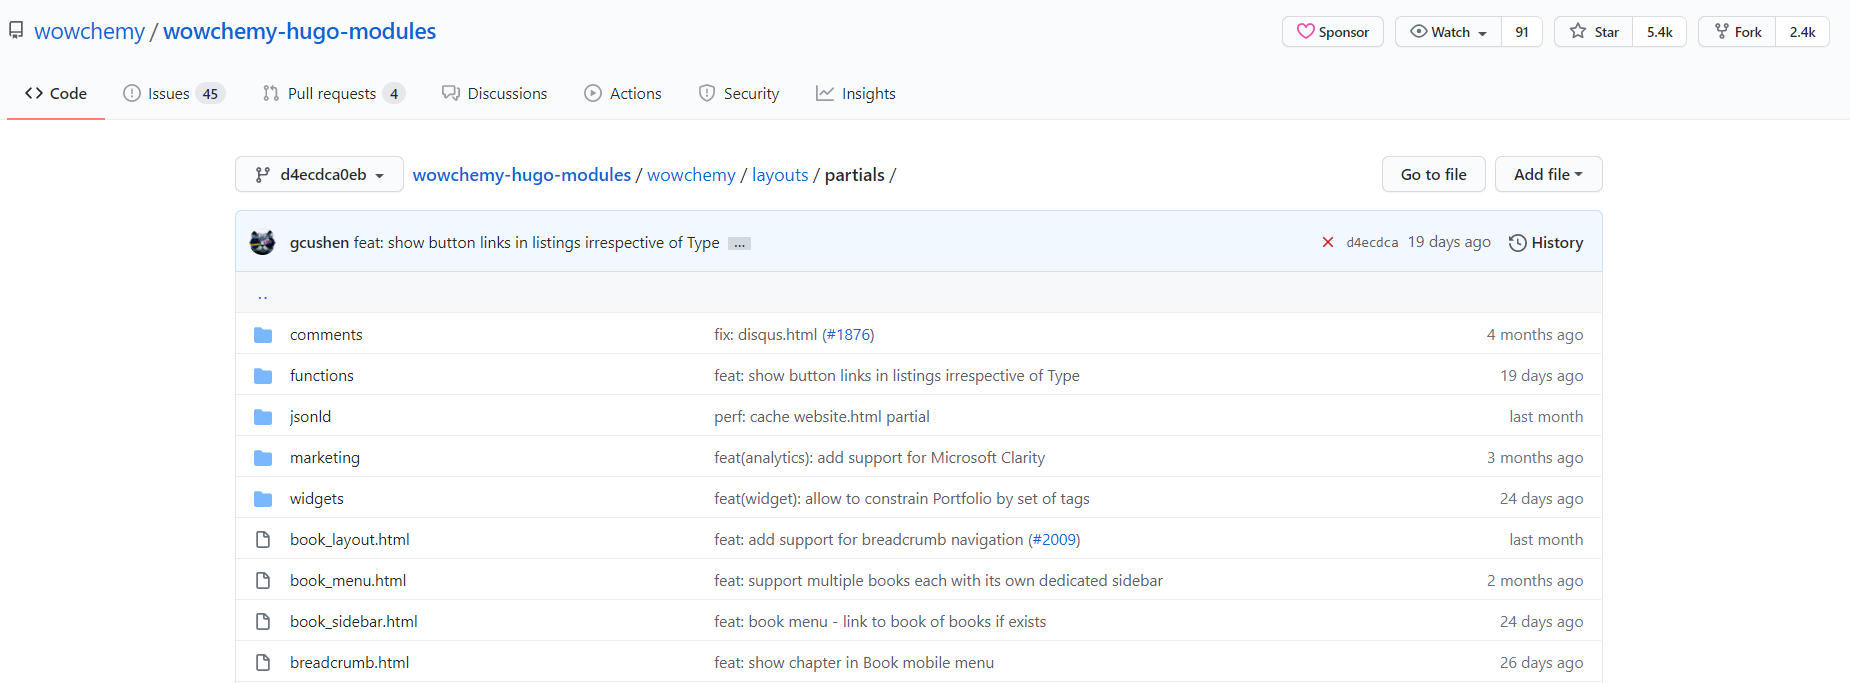 wowchemy / wowchemy-hugo-modules Sponsor Watch 91 Star 5.4k Fork 2.4k
Code Issues 45 Pull requests 4 Discussions Actions Security Insights
d4ecdca0eb wowchemy-hugo-modules / wowchemy / layouts / partials / Go to file Add file
gcushen feat: show button links in listings irrespective of Type ... d4ecdca 19 days ago History
..
comments fix: disqus.html (#1876) 4 months ago
functions feat: show button links in listings irrespective of Type 19 days ago
jsonld perf: cache website.html partial last month
marketing feat(analytics): add support for Microsoft Clarity 3 months ago
widgets feat(widget): allow to constrain Portfolio by set of tags 24 days ago
book_layout.html feat: add support for breadcrumb navigation (#2009) last month
book_menu.html feat: support multiple books each with its own dedicated sidebar 2 months ago
book_sidebar.html feat: book menu - link to book of books if exists 24 days ago
breadcrumb.html feat: show chapter in Book mobile menu 26 days ago